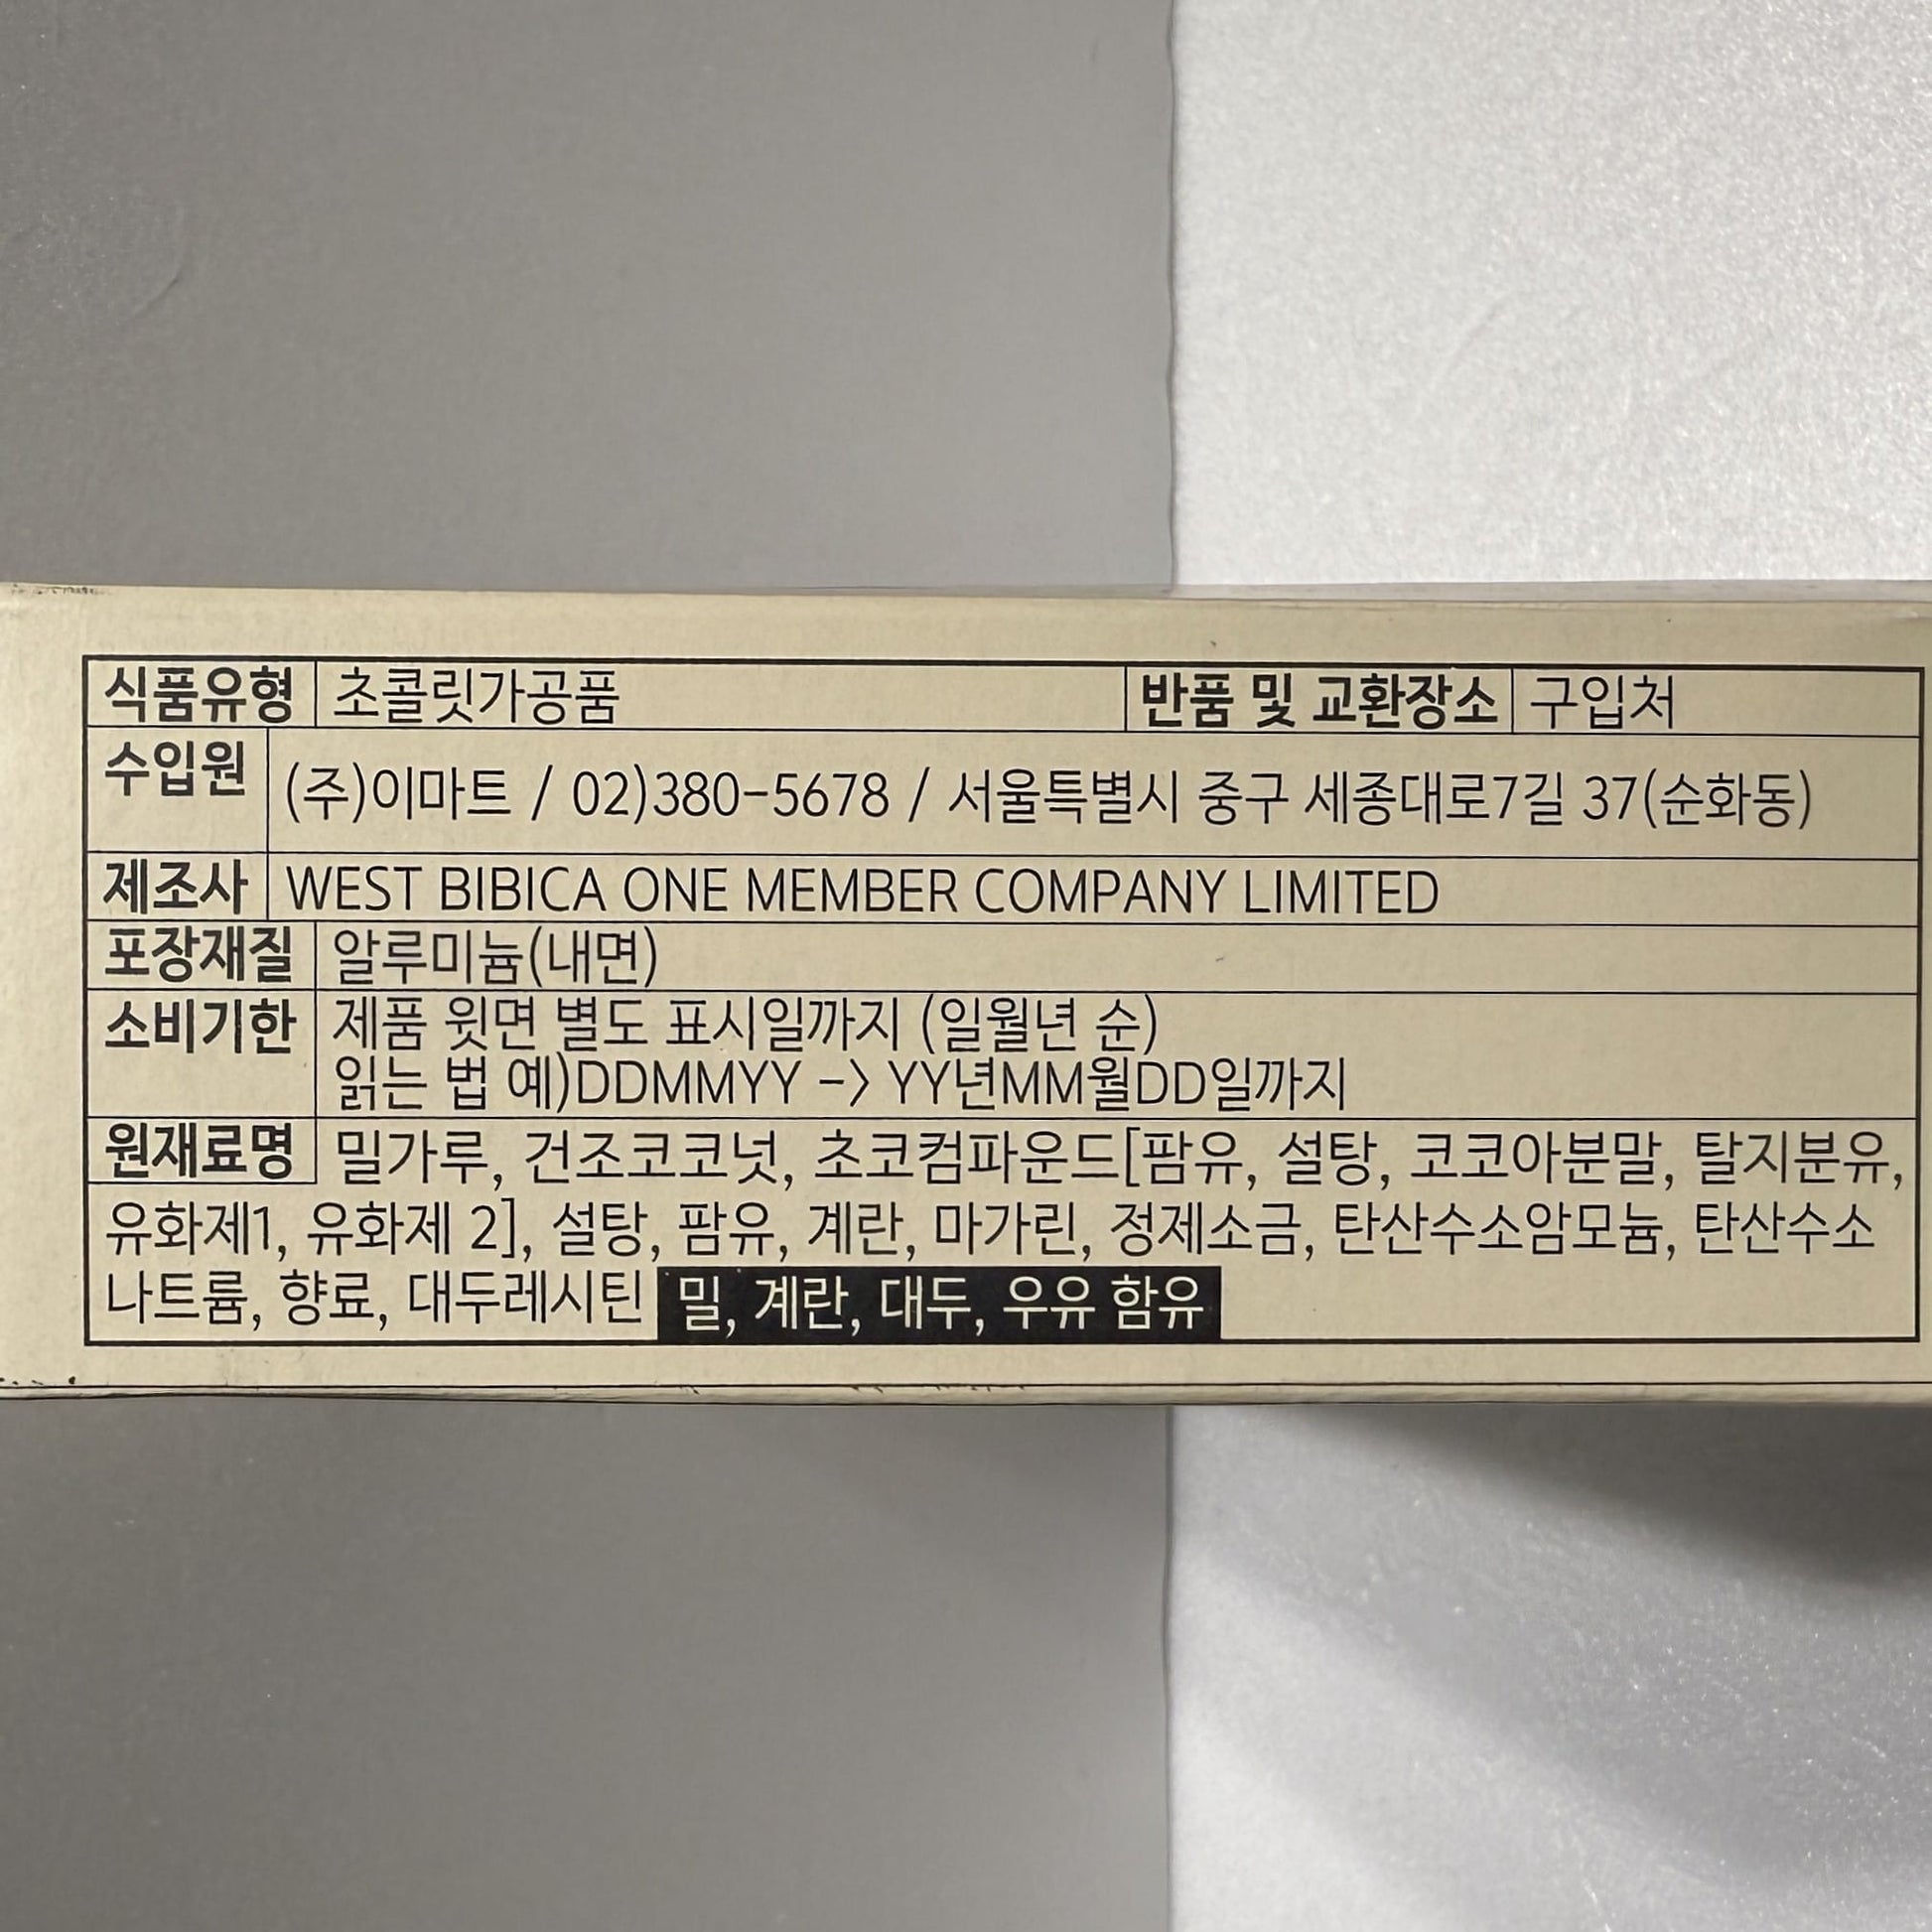 식품유형 초콜릿가공품 반품 및 교환장소 구입처
수입원 (주)이마트 / 02)380-5678 / 서울특별시 중구 세종대로7길 37(순화동)
제조사 WEST BIBICA ONE MEMBER COMPANY LIMITED
포장재질 알루미늄(내면)
소비기한 제품 윗면 별도 표시일까지 (일월년 순)
읽는 법 예)DDMMYY -> YY년MM월DD일까지
원재료명 밀가루, 건조코코넛, 초코컴파운드[팜유, 설탕, 코코아분말, 탈지분유,
유화제1, 유화제 2], 설탕, 팜유, 계란, 마가린, 정제소금, 탄산수소암모늄, 탄산수소
나트륨, 향료, 대두레시틴 밀, 계란, 대두, 우유 함유